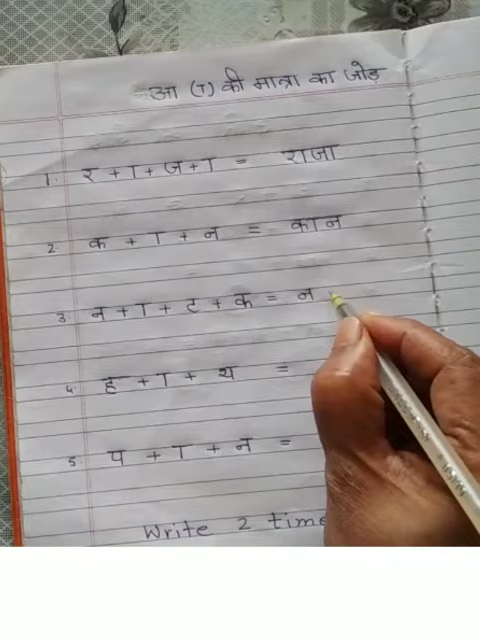 आ (ा) की मात्रा का जोड़
1. र + ा + ज + ा = राजा
2. क + ा + न = कान
3. न + ा + ट + क = न
4. ह + ा + थ =
5. प + ा + न =
Write 2 time